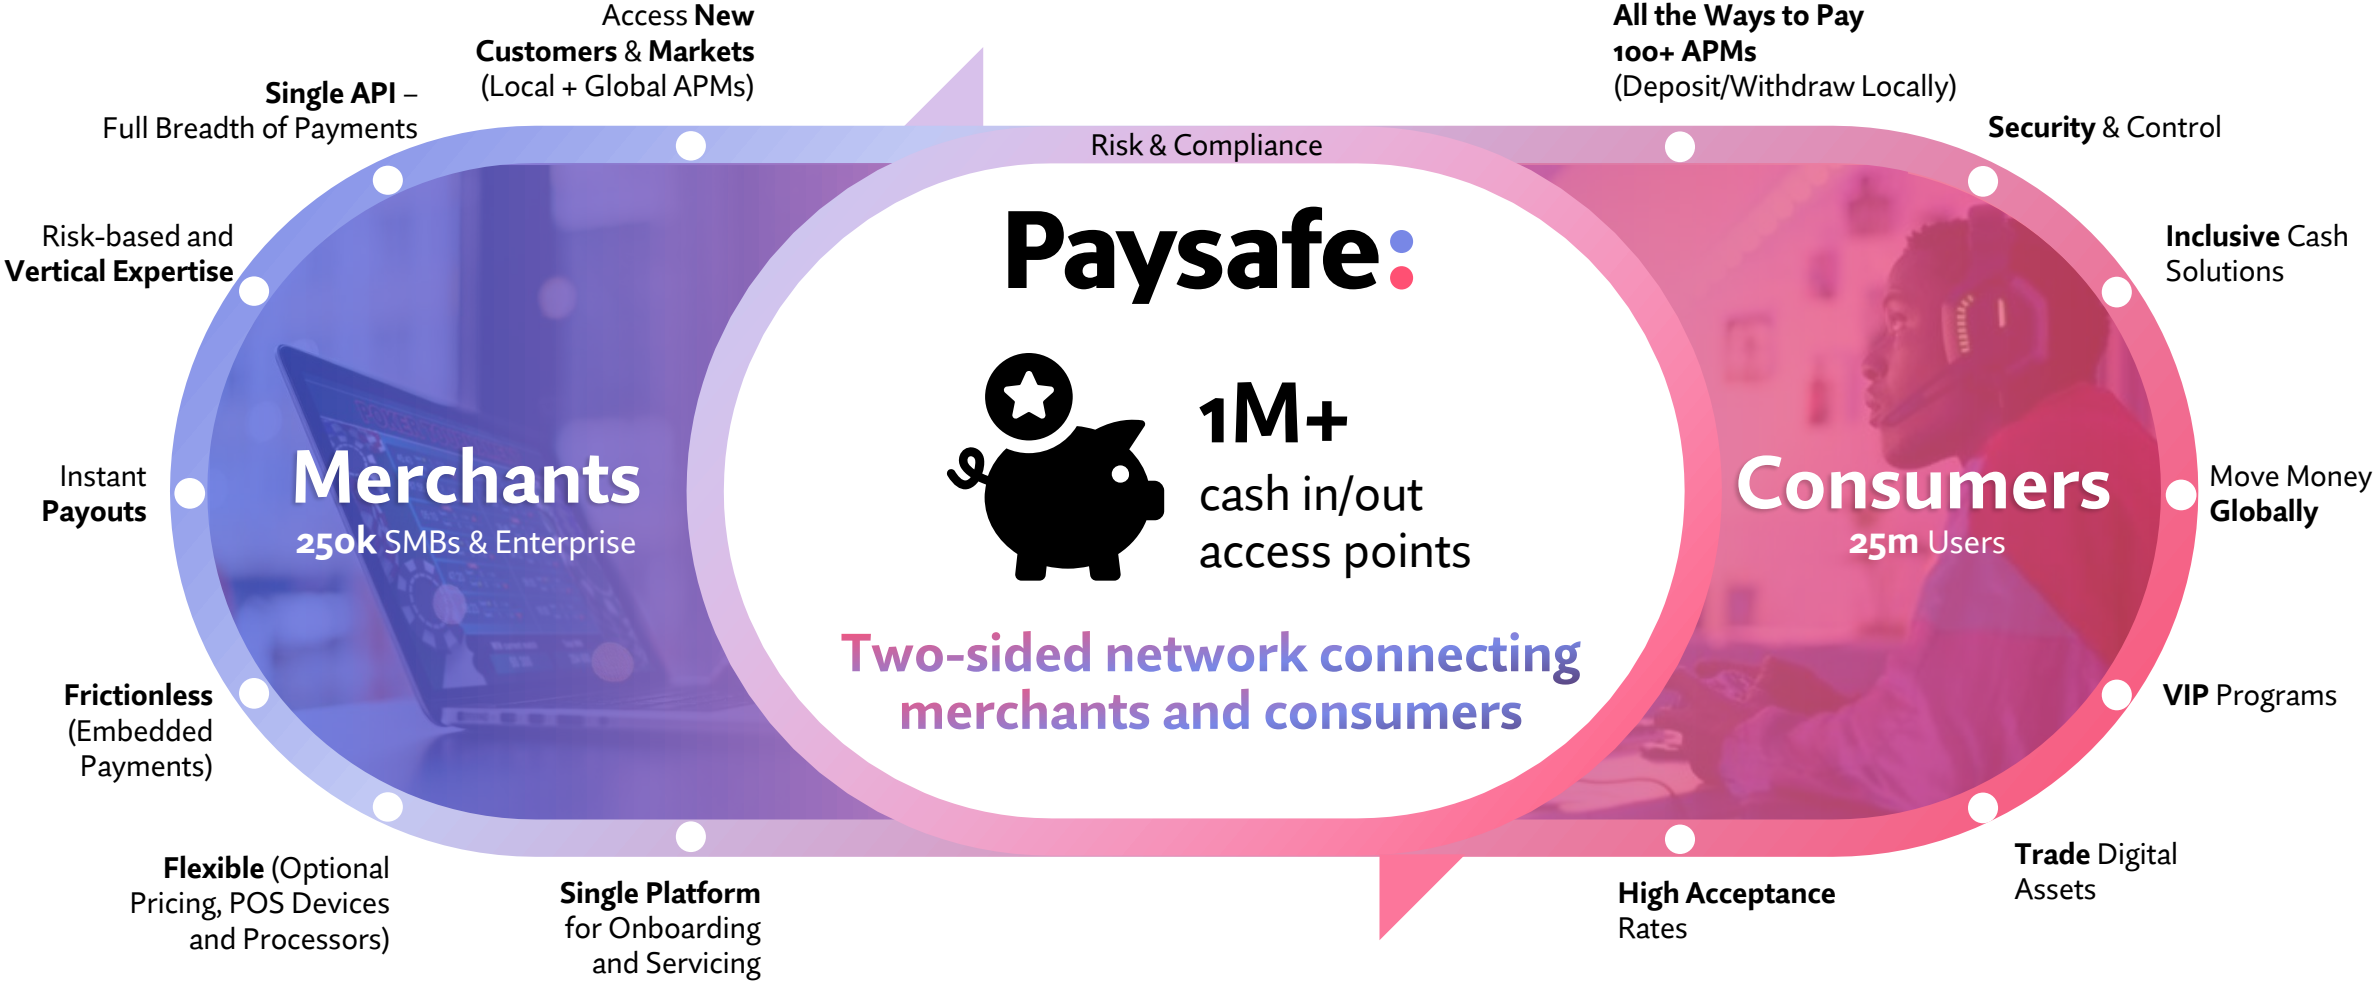 Access New
Customers & Markets
(Local + Global APMs)
Single API –
Full Breadth of Payments
Risk-based and
Vertical Expertise
Instant
Payouts
Frictionless
(Embedded
Payments)
Flexible (Optional
Pricing, POS Devices
and Processors)
Single Platform
for Onboarding
and Servicing
Merchants
250k SMBs & Enterprise
Risk & Compliance
Paysafe:
1M+
cash in/out
access points
Two-sided network connecting
merchants and consumers
Consumers
25m Users
All the Ways to Pay
100+ APMs
(Deposit/Withdraw Locally)
Security & Control
Inclusive Cash
Solutions
Move Money
Globally
VIP Programs
Trade Digital
Assets
High Acceptance
Rates